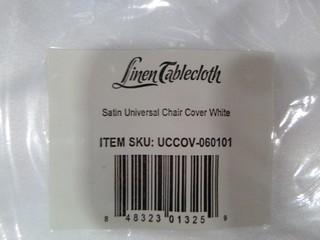 Linen Tablecloth
Satin Universal Chair Cover White
ITEM SKU: UCCOV-060101
8 48323 01325 9